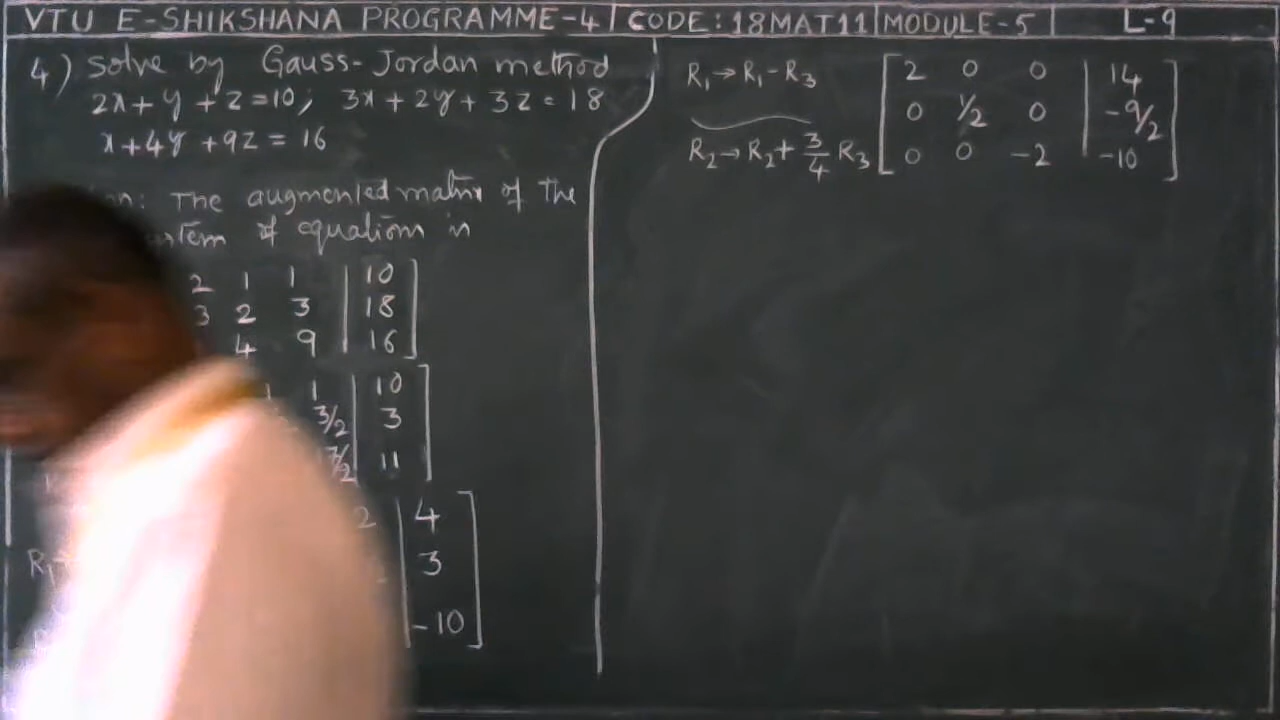 VTU E-SHIKSHANA PROGRAMME-4 | CODE:18MAT11 | MODULE-5 | L-9
4) Solve by Gauss-Jordan method
2x+y+z=10; 3x+2y+3z=18
x+4y+9z=16
The augmented matrix of the
of equations is
2 1 1 | 10
3 2 3 | 18
4 9 | 16
1 1 | 10
3/2 | 3
7/2 | 11
2 | 4
3
-10
R₁→R₁-R₃
R₂→R₂+3/4 R₃
2 0 0 | 14
0 1/2 0 | -9/2
0 0 -2 | -10